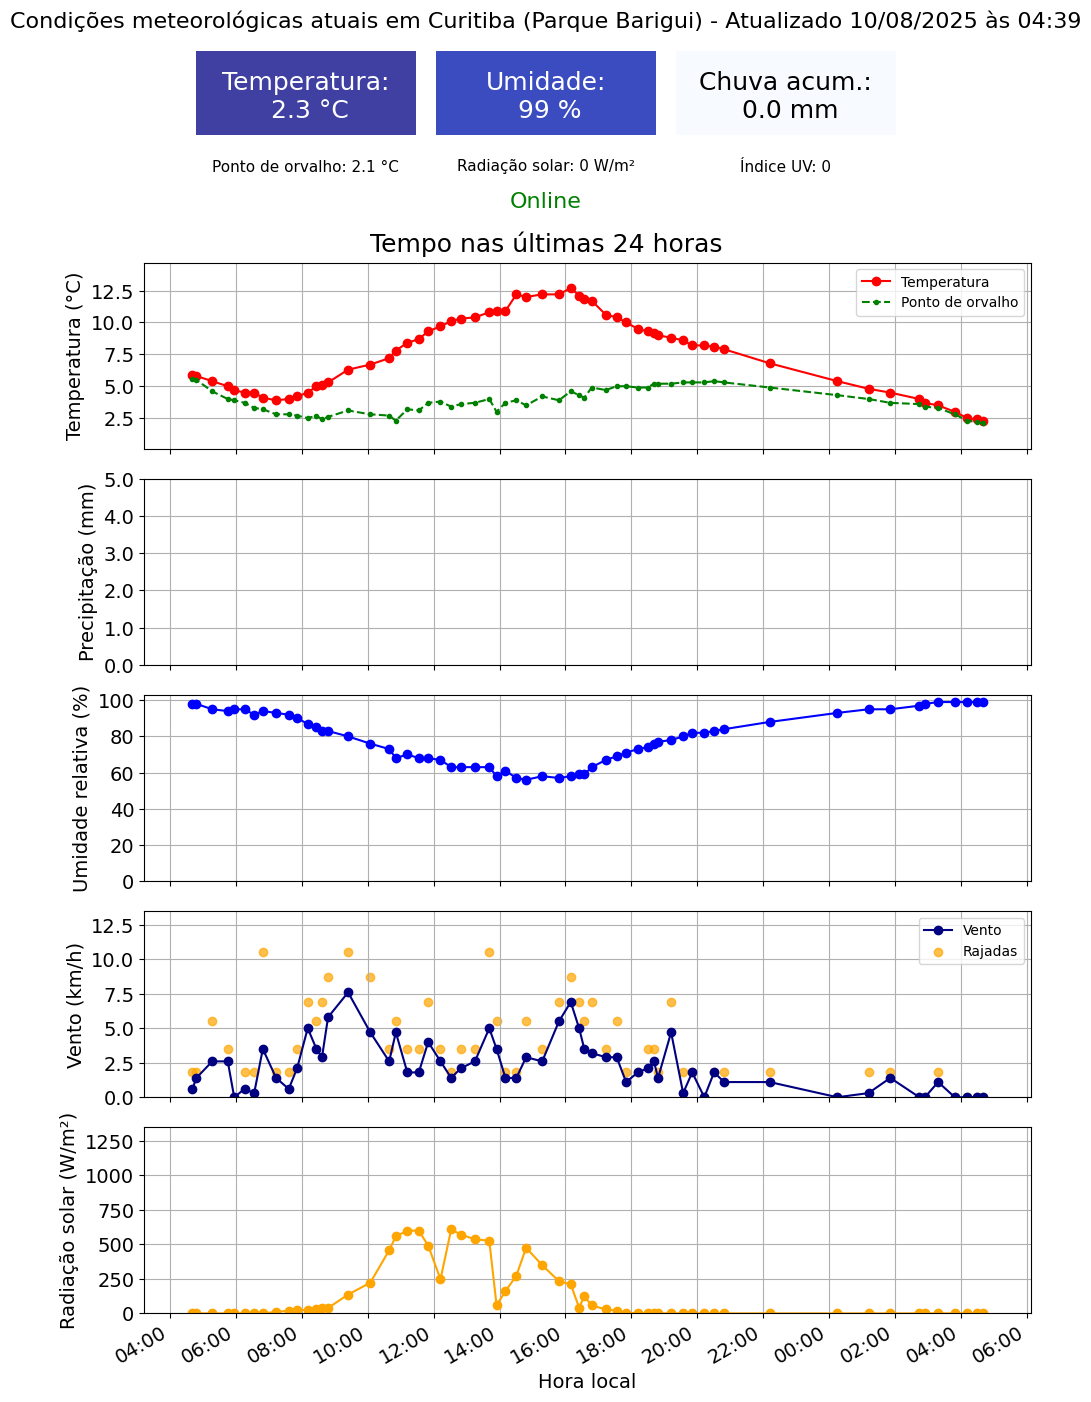 Condições meteorológicas atuais em Curitiba (Parque Barigui) - Atualizado 10/08/2025 às 04:39
Temperatura:
2.3 °C
Umidade:
99 %
Chuva acum.:
0.0 mm
Ponto de orvalho: 2.1 °C
Radiação solar: 0 W/m²
Índice UV: 0
Online
Tempo nas últimas 24 horas
Temperatura (°C)
12.5
10.0
7.5
5.0
2.5
Temperatura
Ponto de orvalho
Precipitação (mm)
5.0
4.0
3.0
2.0
1.0
0.0
Umidade relativa (%)
100
80
60
40
20
0
Vento (km/h)
12.5
10.0
7.5
5.0
2.5
0.0
Vento
Rajadas
Radiação solar (W/m²)
1250
1000
750
500
250
0
04:00
06:00
08:00
10:00
12:00
14:00
16:00
18:00
20:00
22:00
00:00
02:00
04:00
06:00
Hora local